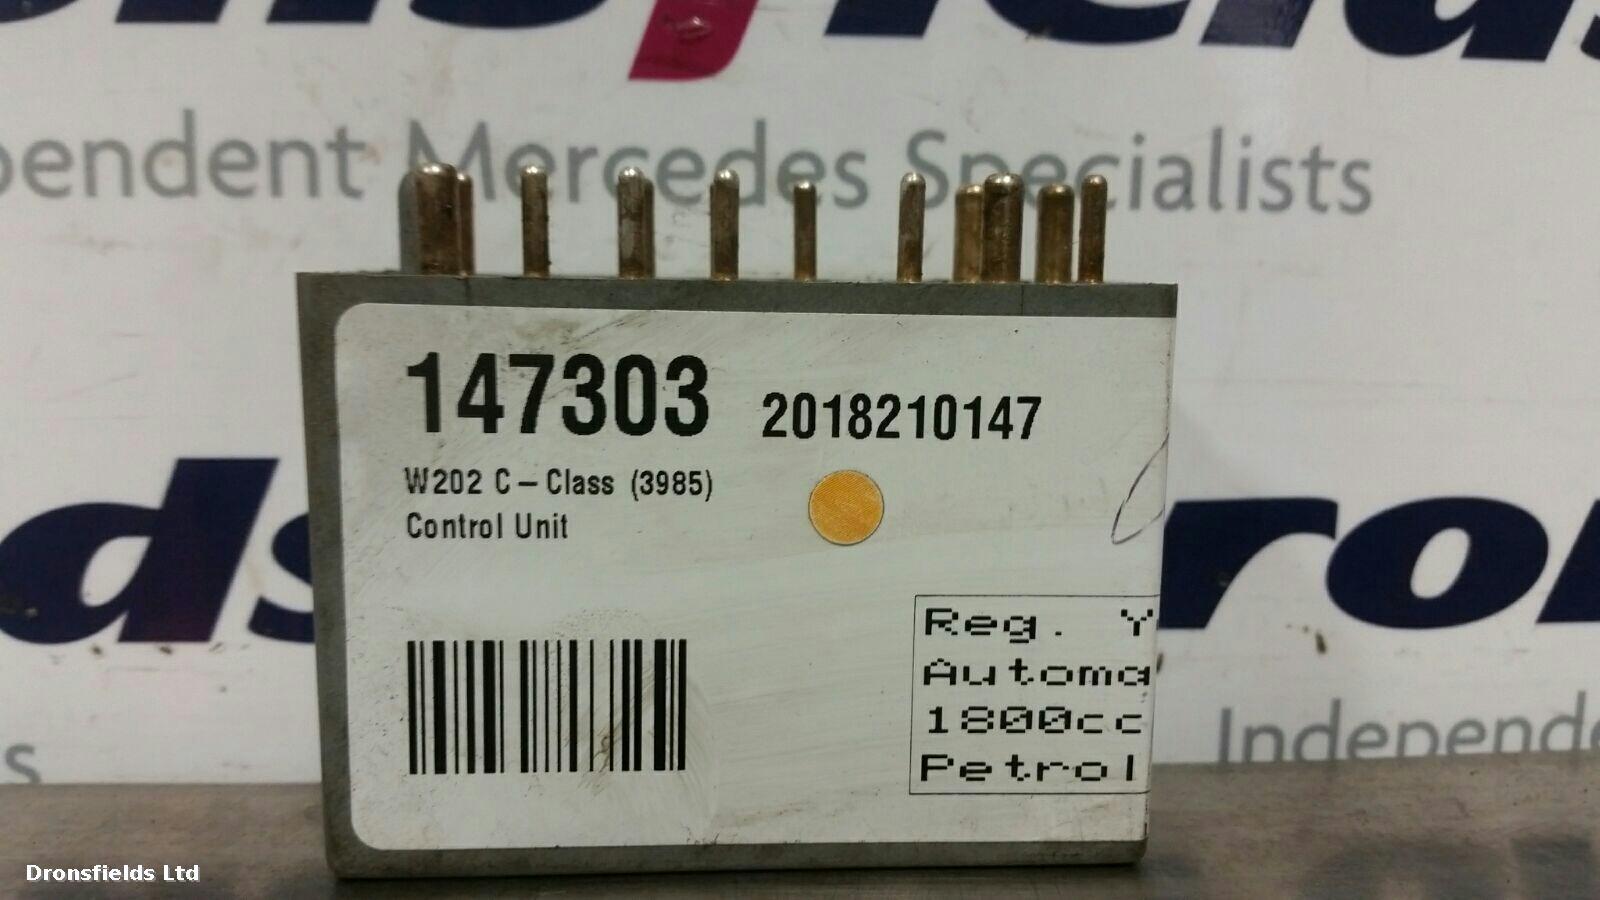 pendent Mercedes Specialists
147303 2018210147
W202 C-Class (3985)
Control Unit
Reg. Y
Automa
1800cc
Petrol
Independe
Dronsfields Ltd